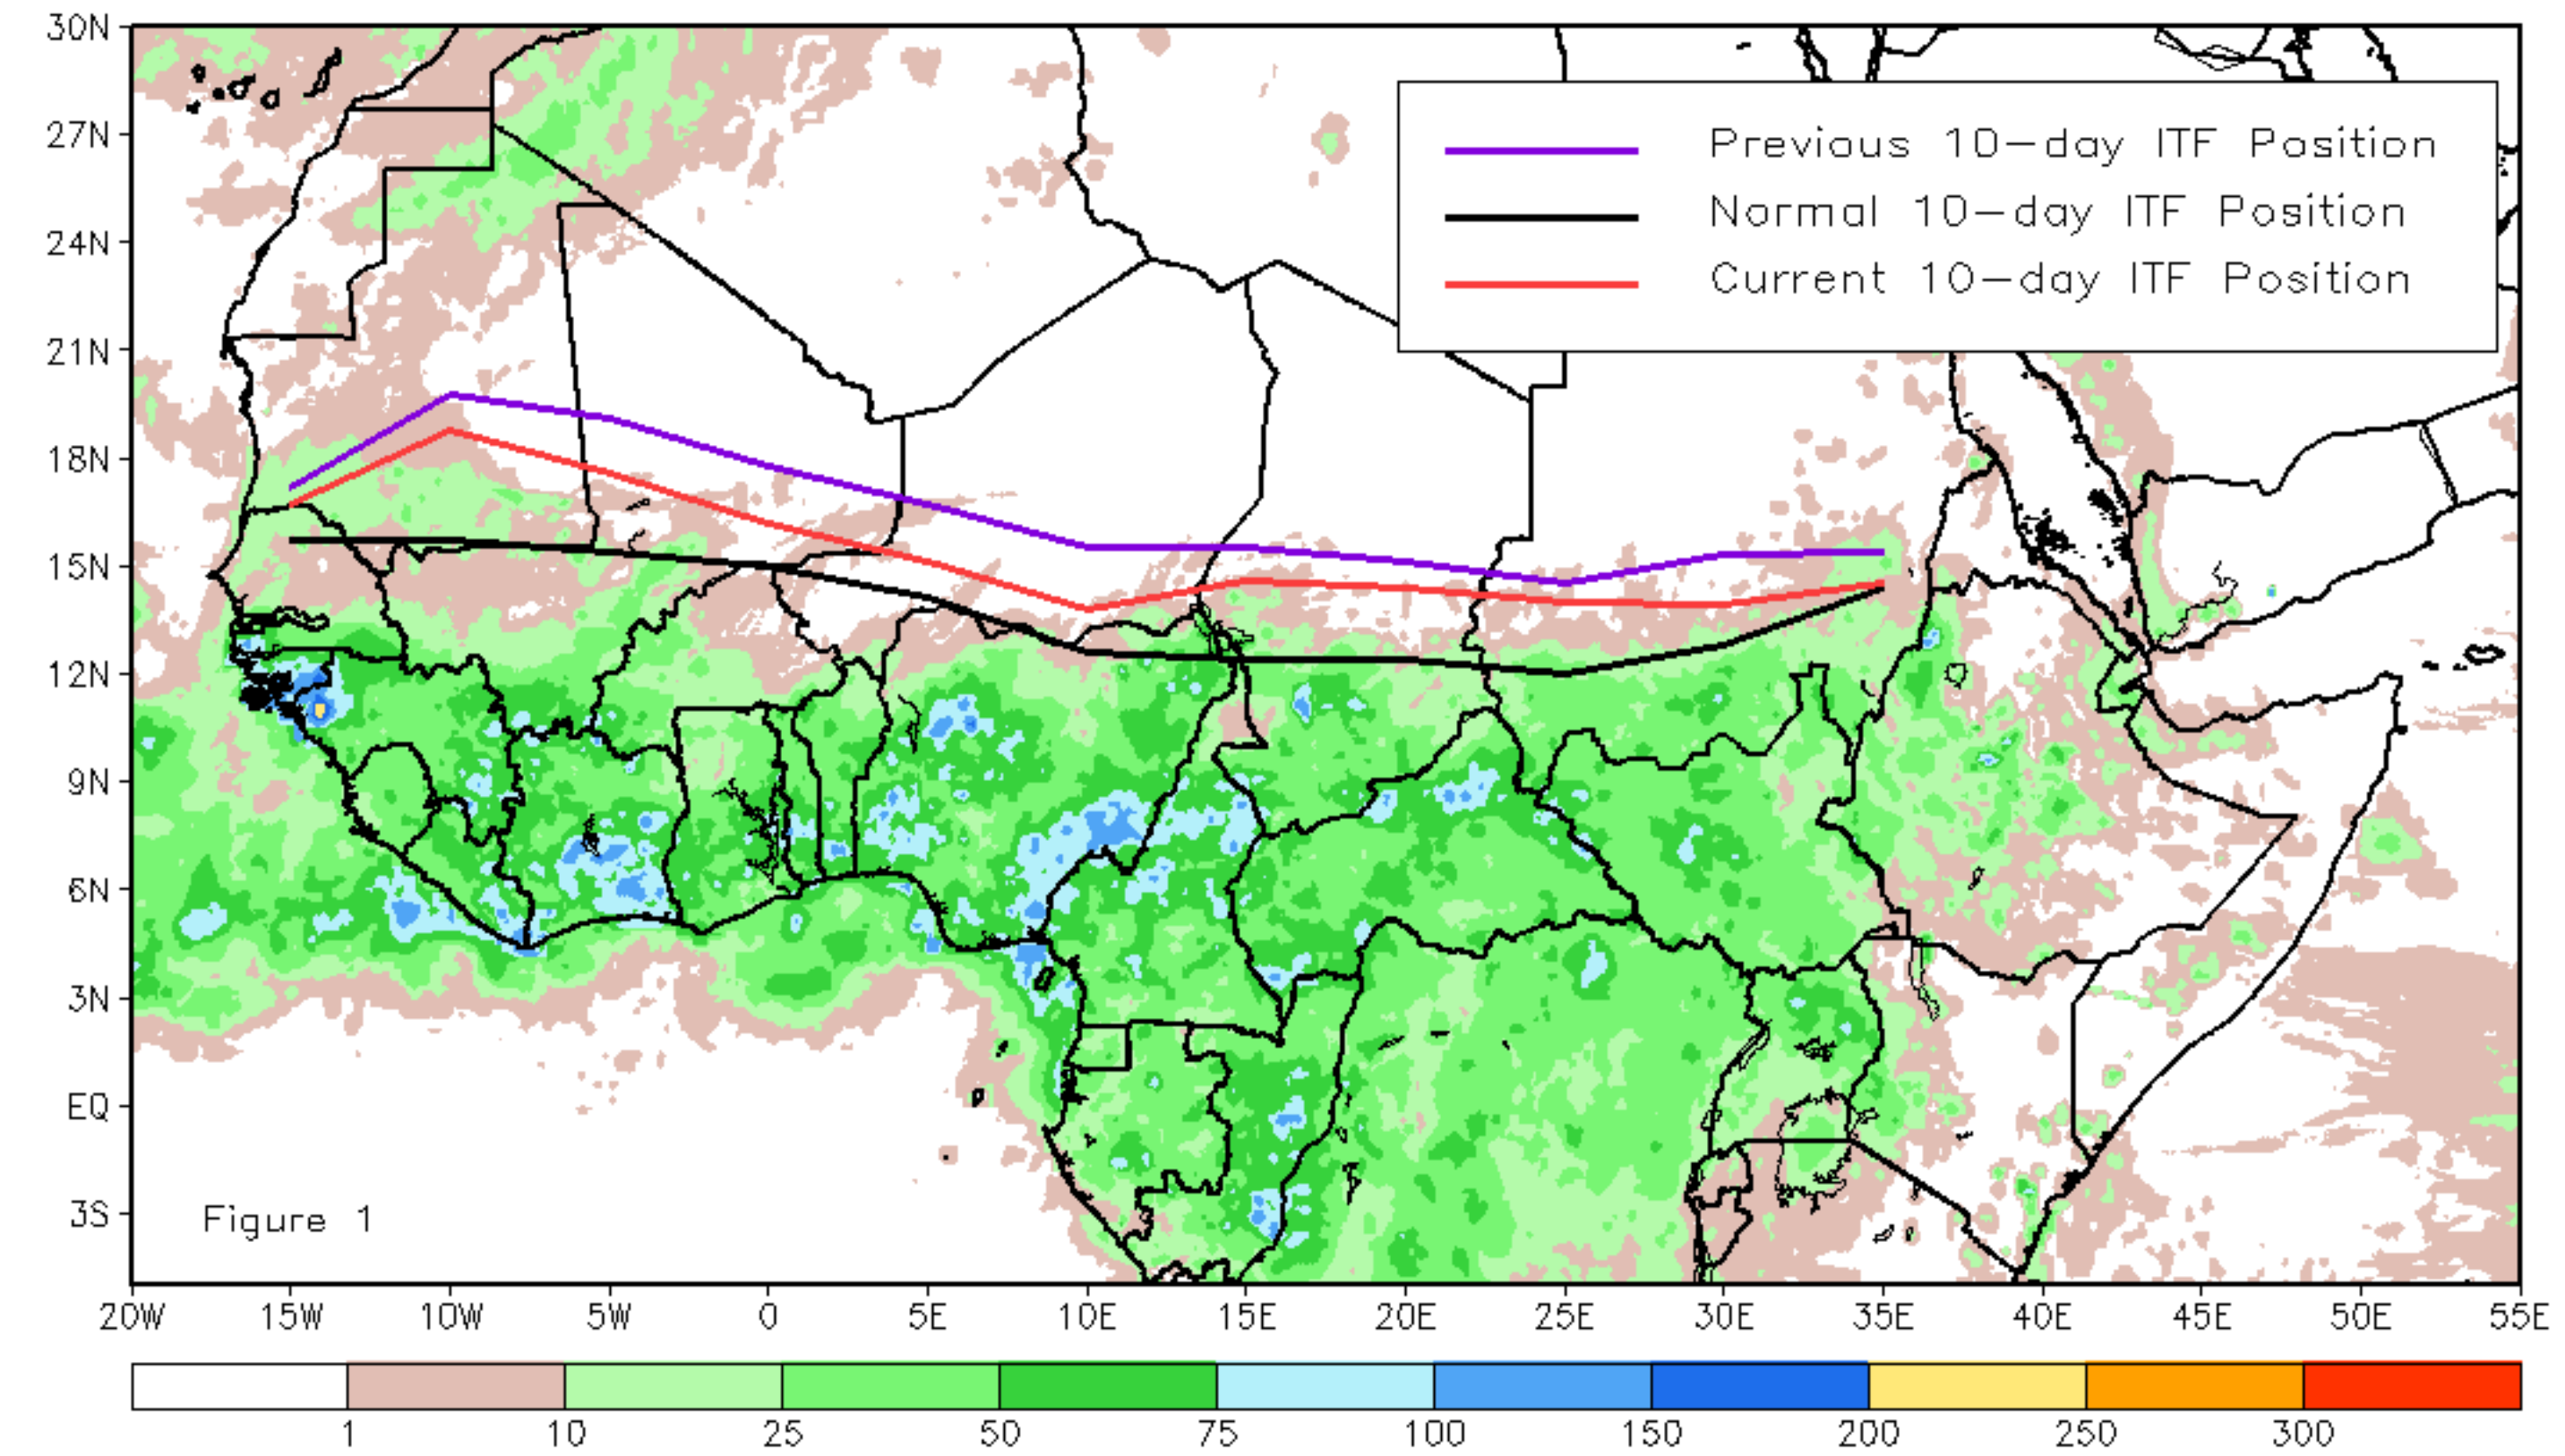 30N
27N
24N
21N
18N
15N
12N
9N
6N
3N
EQ
3S
Previous 10-day ITF Position
Normal 10-day ITF Position
Current 10-day ITF Position
Figure 1
20W 15W 10W 5W 0 5E 10E 15E 20E 25E 30E 35E 40E 45E 50E 55E
1 10 25 50 75 100 150 200 250 300